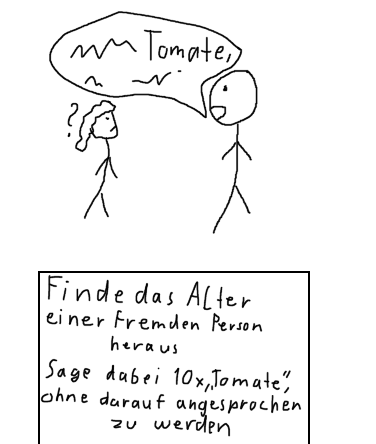 Tomate,
?
Finde das Alter
einer fremden Person
heraus
Sage dabei 10x „Tomate“,
ohne darauf angesprochen
zu werden